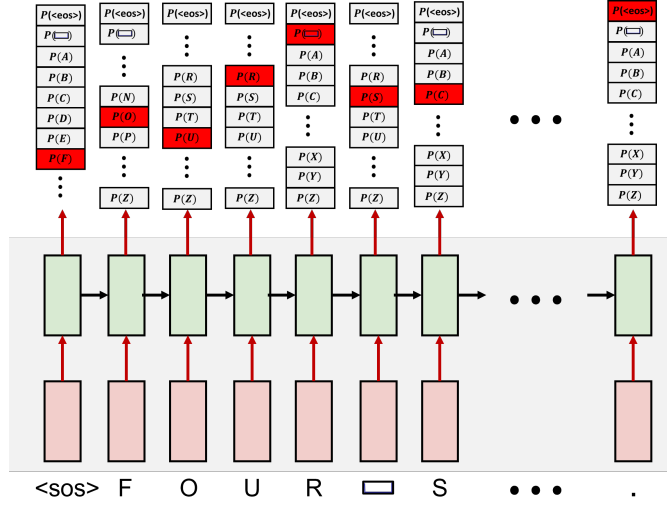 P(<eos>)
P(▭)
P(A)
P(B)
P(C)
P(D)
P(E)
P(F)
⋮
P(<eos>)
P(▭)
⋮
P(N)
P(O)
P(P)
⋮
P(Z)
P(<eos>)
⋮
P(R)
P(S)
P(T)
P(U)
⋮
P(Z)
P(<eos>)
⋮
P(R)
P(S)
P(T)
P(U)
⋮
P(Z)
P(<eos>)
P(▭)
P(A)
P(B)
P(C)
⋮
P(X)
P(Y)
P(Z)
P(<eos>)
⋮
P(R)
P(S)
P(T)
P(U)
⋮
P(Z)
P(<eos>)
P(▭)
P(A)
P(B)
P(C)
⋮
P(X)
P(Y)
P(Z)
• • •
P(<eos>)
P(▭)
P(A)
P(B)
P(C)
⋮
P(X)
P(Y)
P(Z)
• • •
<sos> F O U R ▭ S • • • .